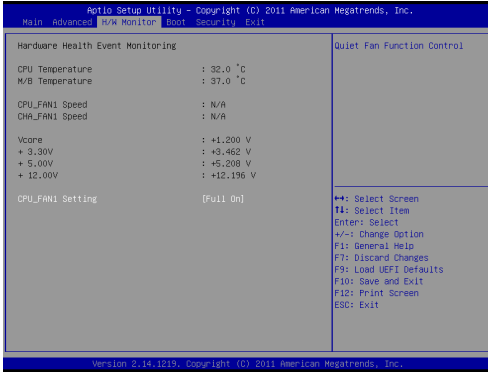 Aptio Setup Utility - Copyright (C) 2011 American Megatrends, Inc.
Main Advanced H/W Monitor Boot Security Exit
Hardware Health Event Monitoring
Quiet Fan Function Control
CPU Temperature : 32.0 °C
M/B Temperature : 37.0 °C
CPU_FAN1 Speed : N/A
CHA_FAN1 Speed : N/A
Vcore : +1.200 V
+ 3.30V : +3.462 V
+ 5.00V : +5.208 V
+ 12.00V : +12.196 V
CPU_FAN1 Setting [Full On]
↔: Select Screen
↑↓: Select Item
Enter: Select
+/-: Change Option
F1: General Help
F7: Discard Changes
F9: Load UEFI Defaults
F10: Save and Exit
F12: Print Screen
ESC: Exit
Version 2.14.1219. Copyright (C) 2011 American Megatrends, Inc.